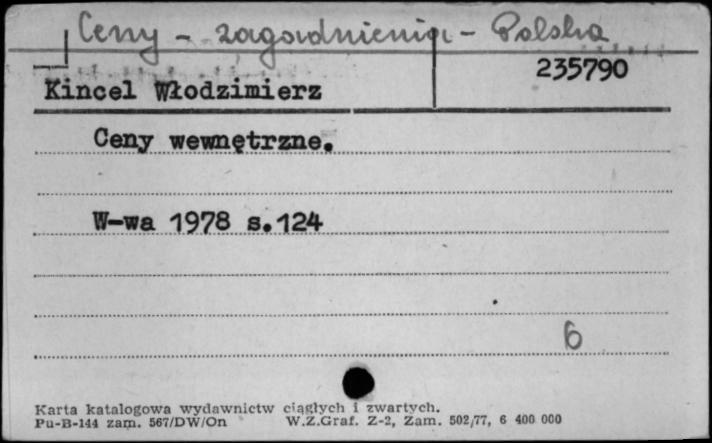 Ceny - zagadnienia - Polska
235790
Kincel Włodzimierz
Ceny wewnętrzne.
W-wa 1978 s.124
6
Karta katalogowa wydawnictw ciągłych i zwartych.
Pu-B-144 zam. 567/DW/On W.Z.Graf. Z-2, Zam. 502/77, 6 400 000